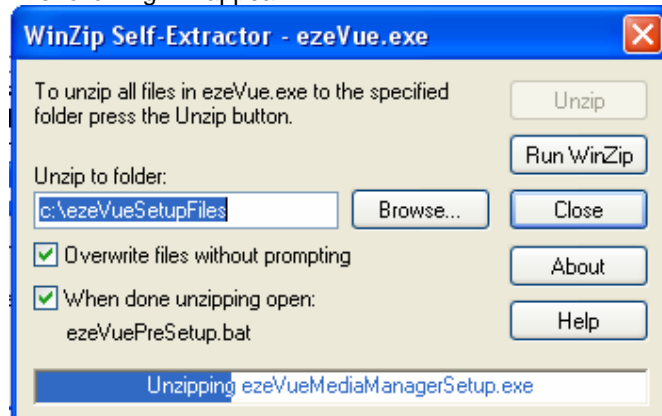 WinZip Self-Extractor - ezeVue.exe
To unzip all files in ezeVue.exe to the specified
folder press the Unzip button.
Unzip
Run WinZip
Unzip to folder:
c:\ezeVueSetupFiles
Browse...
Close
Overwrite files without prompting
About
When done unzipping open:
ezeVuePreSetup.bat
Help
Unzipping ezeVueMediaManagerSetup.exe